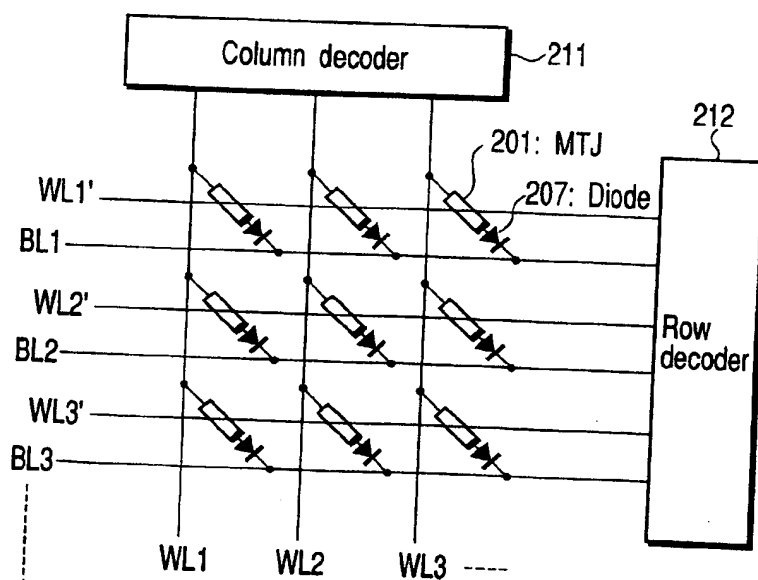 Column decoder
211
212
201: MTJ
207: Diode
WL1'
BL1
WL2'
BL2
WL3'
BL3
Row
decoder
WL1 WL2 WL3